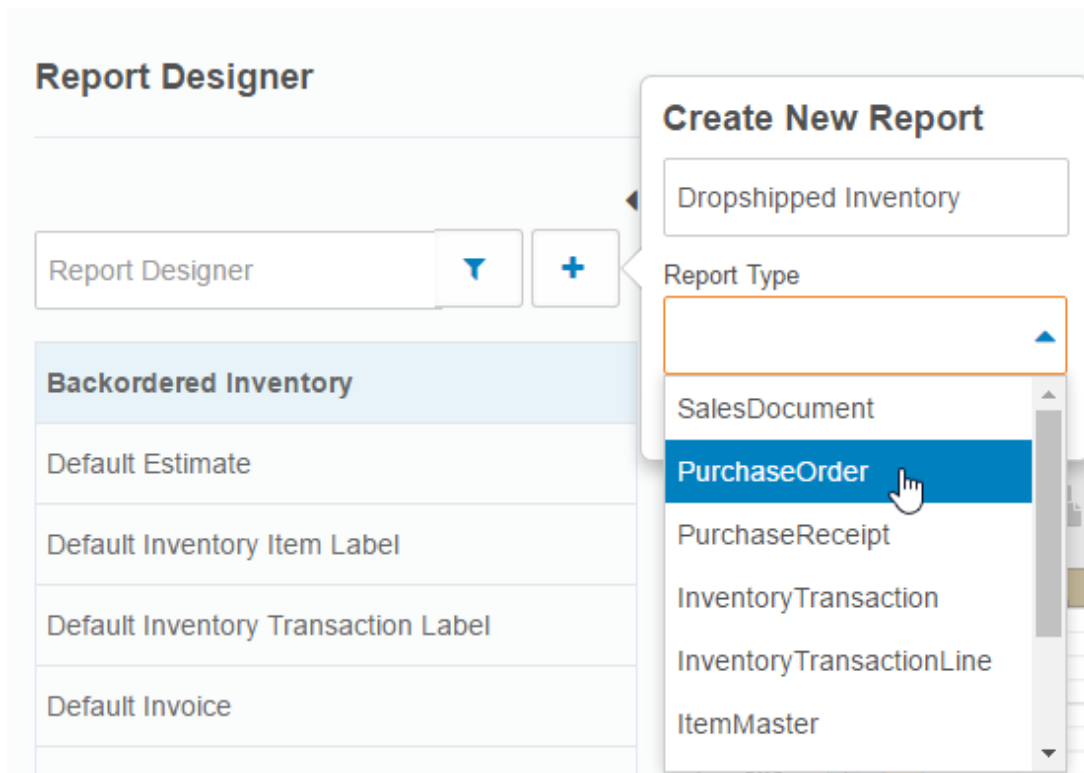 Report Designer
Create New Report
Dropshipped Inventory
Report Type
Report Designer
Backordered Inventory
Default Estimate
Default Inventory Item Label
Default Inventory Transaction Label
Default Invoice
SalesDocument
PurchaseOrder
PurchaseReceipt
InventoryTransaction
InventoryTransactionLine
ItemMaster